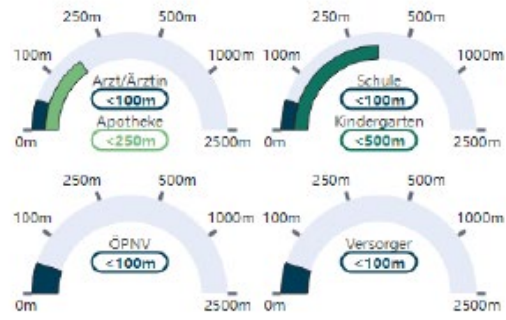 250m 500m
100m 1000m
Arzt/Ärztin
<100m
Apotheke
<250m
0m 2500m
250m 500m
100m 1000m
Schule
<100m
Kindergarten
<500m
0m 2500m
250m 500m
100m 1000m
ÖPNV
<100m
0m 2500m
250m 500m
100m 1000m
Versorger
<100m
0m 2500m